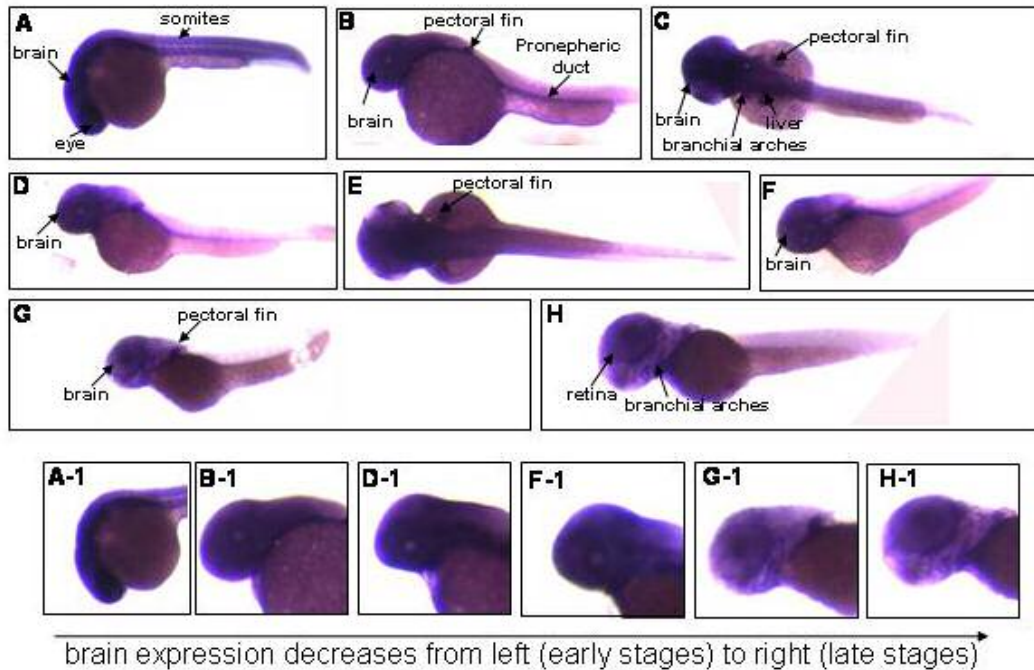 A
somites
brain
eye
B
pectoral fin
Pronepheric
duct
brain
C
pectoral fin
brain
liver
branchial arches
D
brain
E
pectoral fin
F
brain
G
pectoral fin
brain
H
retina
branchial arches
A-1
B-1
D-1
F-1
G-1
H-1
brain expression decreases from left (early stages) to right (late stages)